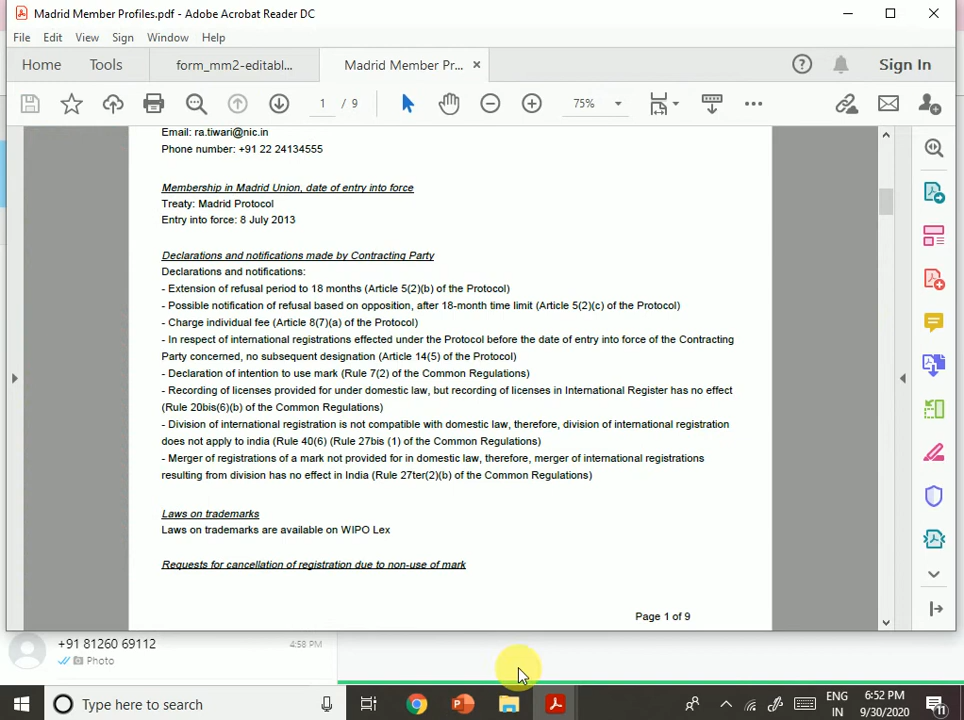 Madrid Member Profiles.pdf - Adobe Acrobat Reader DC
File Edit View Sign Window Help
Home Tools form_mm2-editabl... Madrid Member Pr... × Sign In
1 / 9 75%
Email: ra.tiwari@nic.in
Phone number: +91 22 24134555
Membership in Madrid Union, date of entry into force
Treaty: Madrid Protocol
Entry into force: 8 July 2013
Declarations and notifications made by Contracting Party
Declarations and notifications:
- Extension of refusal period to 18 months (Article 5(2)(b) of the Protocol)
- Possible notification of refusal based on opposition, after 18-month time limit (Article 5(2)(c) of the Protocol)
- Charge individual fee (Article 8(7)(a) of the Protocol)
- In respect of international registrations effected under the Protocol before the date of entry into force of the Contracting
Party concerned, no subsequent designation (Article 14(5) of the Protocol)
- Declaration of intention to use mark (Rule 7(2) of the Common Regulations)
- Recording of licenses provided for under domestic law, but recording of licenses in International Register has no effect
(Rule 20bis(6)(b) of the Common Regulations)
- Division of international registration is not compatible with domestic law, therefore, division of international registration
does not apply to india (Rule 40(6) (Rule 27bis (1) of the Common Regulations)
- Merger of registrations of a mark not provided for in domestic law, therefore, merger of international registrations
resulting from division has no effect in India (Rule 27ter(2)(b) of the Common Regulations)
Laws on trademarks
Laws on trademarks are available on WIPO Lex
Requests for cancellation of registration due to non-use of mark
Page 1 of 9
+91 81260 69112 4:58 PM
Photo
Type here to search
ENG 6:52 PM
IN 9/30/2020 11